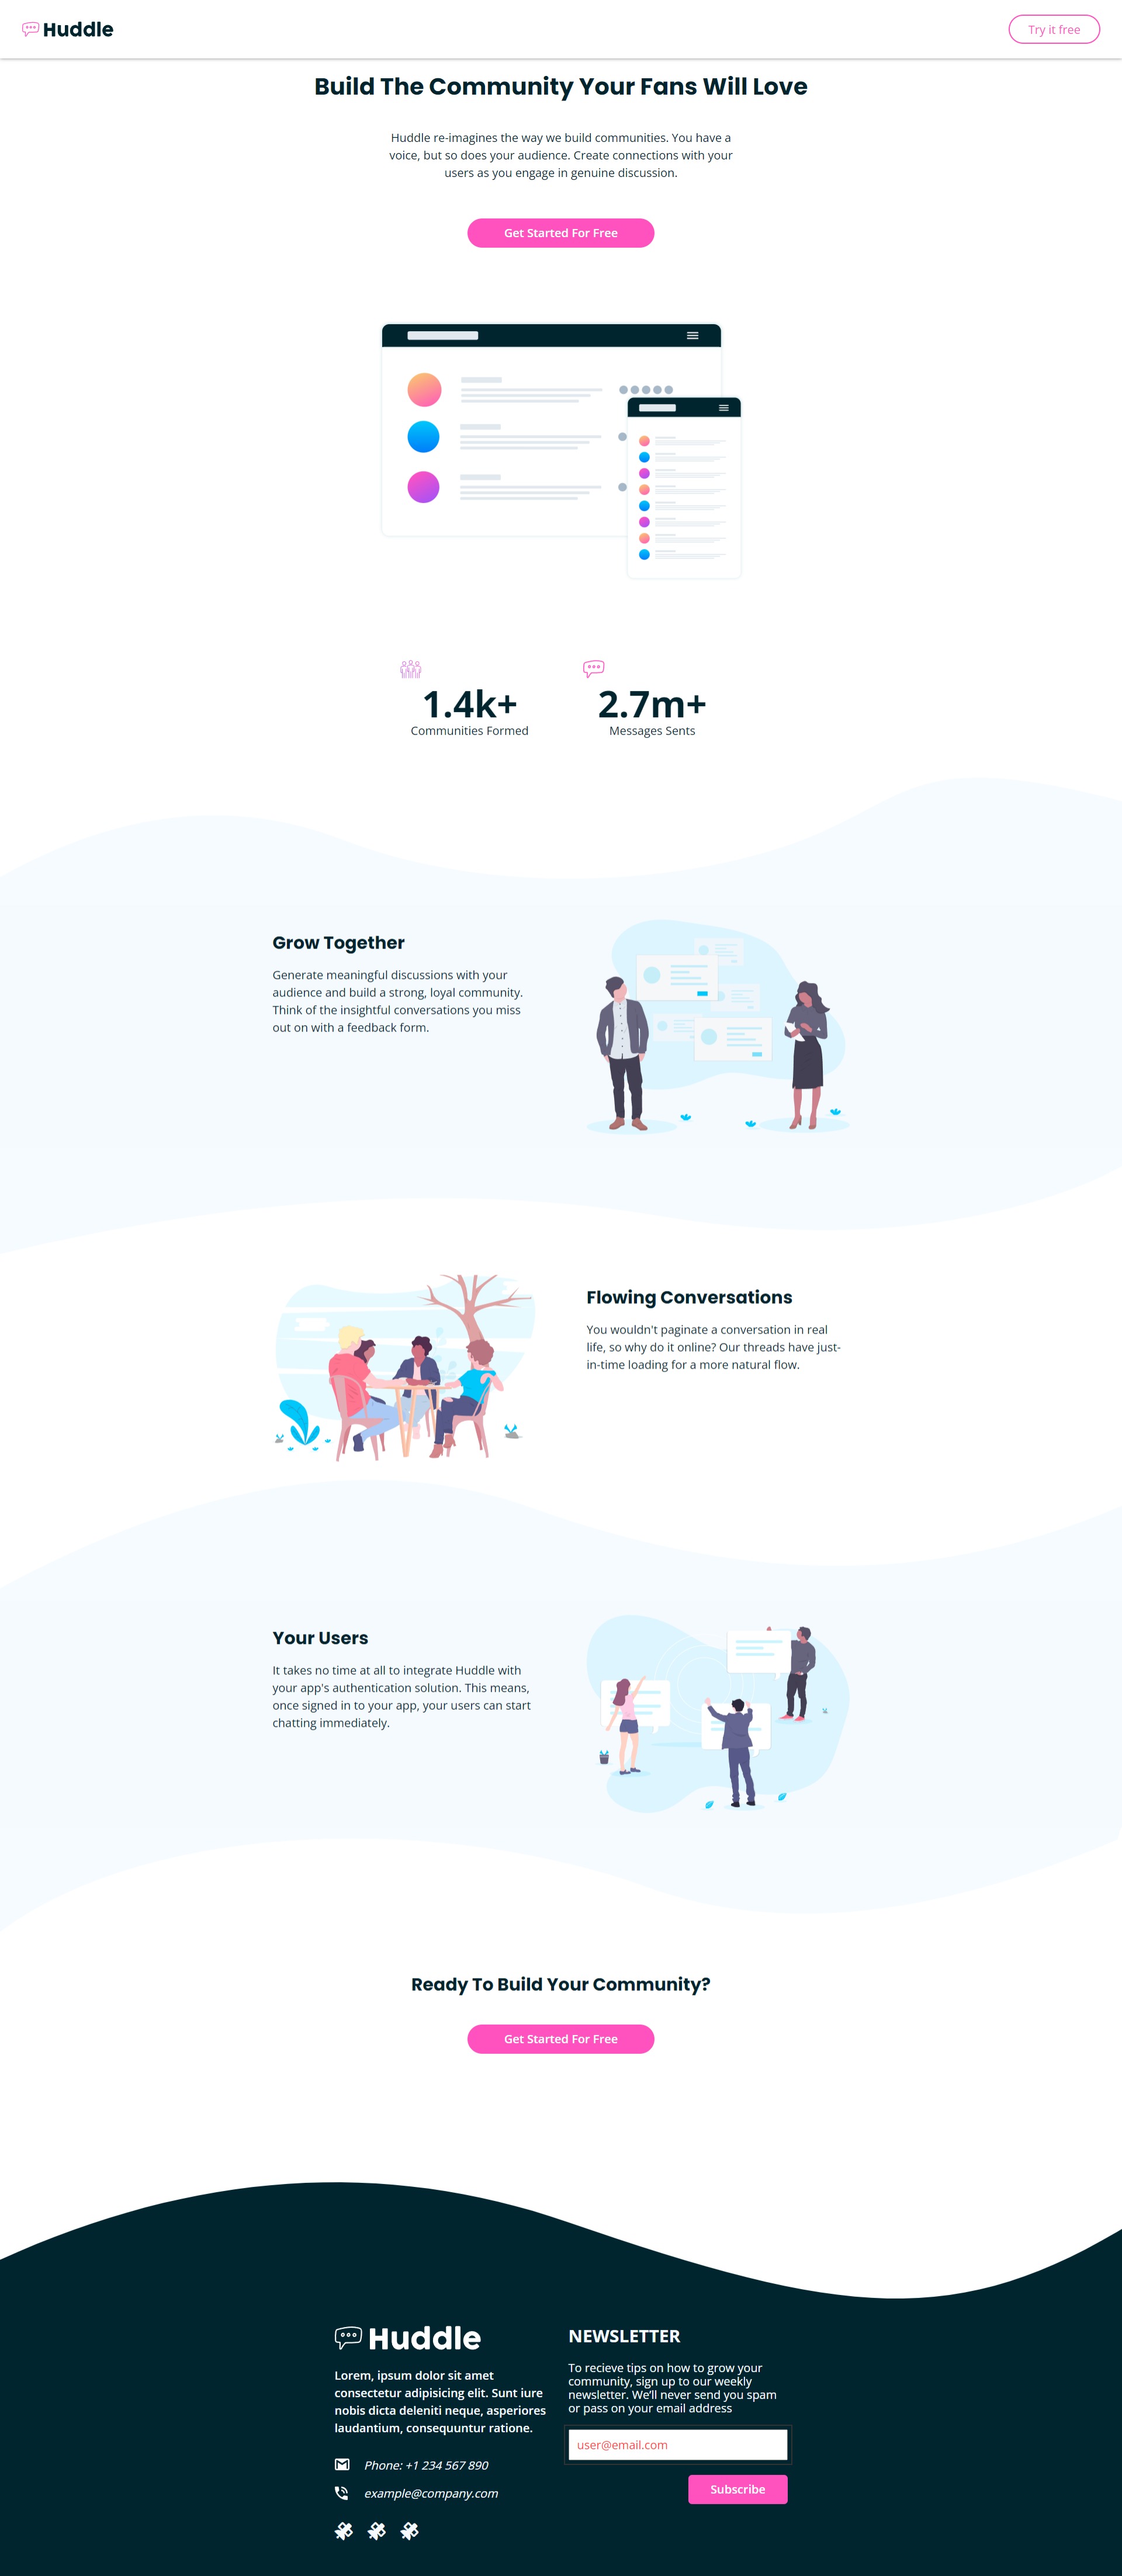 Huddle
Try it free
Build The Community Your Fans Will Love
Huddle re-imagines the way we build communities. You have a
voice, but so does your audience. Create connections with your
users as you engage in genuine discussion.
Get Started For Free
1.4k+
Communities Formed
2.7m+
Messages Sents
Grow Together
Generate meaningful discussions with your
audience and build a strong, loyal community.
Think of the insightful conversations you miss
out on with a feedback form.
Flowing Conversations
You wouldn't paginate a conversation in real
life, so why do it online? Our threads have just-
in-time loading for a more natural flow.
Your Users
It takes no time at all to integrate Huddle with
your app's authentication solution. This means,
once signed in to your app, your users can start
chatting immediately.
Ready To Build Your Community?
Get Started For Free
Huddle
Lorem, ipsum dolor sit amet
consectetur adipisicing elit. Sunt iure
nobis dicta deleniti neque, asperiores
laudantium, consequuntur ratione.
Phone: +1 234 567 890
example@company.com
NEWSLETTER
To recieve tips on how to grow your
community, sign up to our weekly
newsletter. We'll never send you spam
or pass on your email address
user@email.com
Subscribe